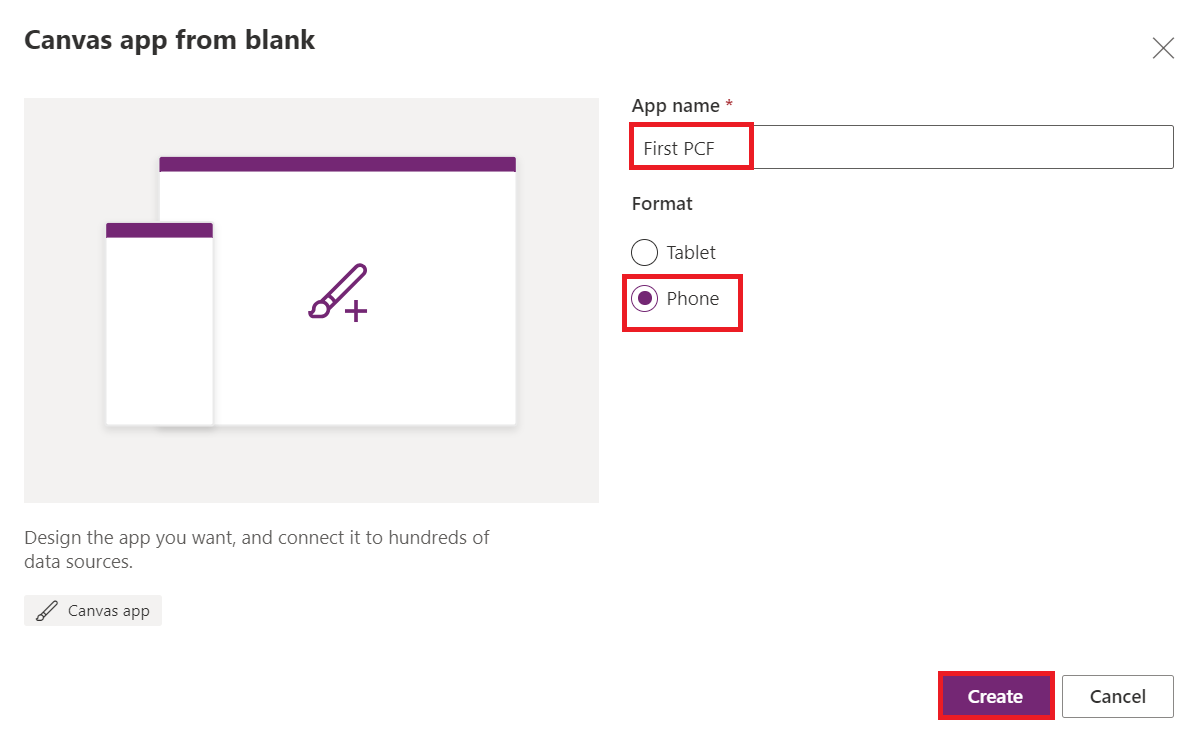 Canvas app from blank
App name *
First PCF
Format
Tablet
Phone
Design the app you want, and connect it to hundreds of
data sources.
Canvas app
Create
Cancel